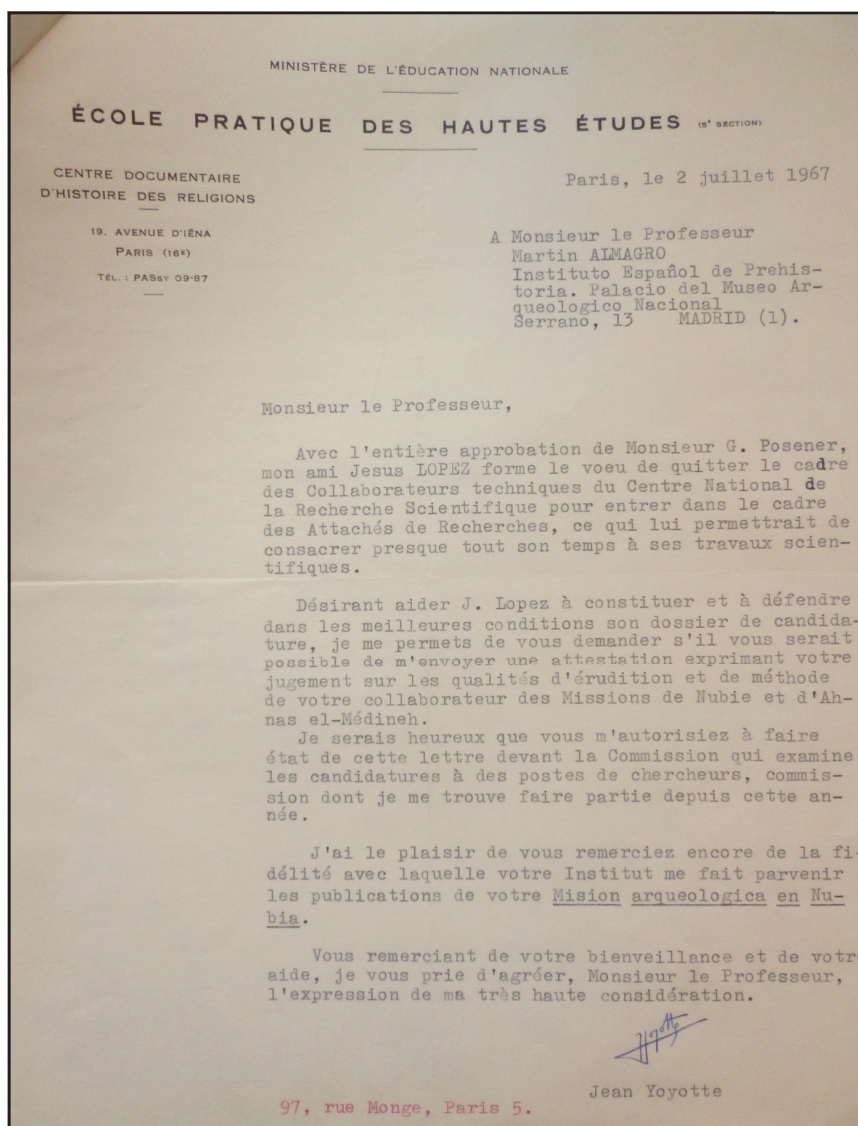 MINISTÈRE DE L'ÉDUCATION NATIONALE
ÉCOLE PRATIQUE DES HAUTES ÉTUDES (5e SECTION)
CENTRE DOCUMENTAIRE
D'HISTOIRE DES RELIGIONS
19. AVENUE D'IÉNA
PARIS (16e)
TÉL. : PASSY 09-87
Paris, le 2 juillet 1967
A Monsieur le Professeur
Martin ALMAGRO
Instituto Español de Prehis-
toria. Palacio del Museo Ar-
queologico Nacional
Serrano, 13 MADRID (1).
Monsieur le Professeur,
Avec l'entière approbation de Monsieur G. Posener,
mon ami Jesus LOPEZ forme le voeu de quitter le cadre
des Collaborateurs techniques du Centre National de
la Recherche Scientifique pour entrer dans le cadre
des Attachés de Recherches, ce qui lui permettrait de
consacrer presque tout son temps à ses travaux scien-
tifiques.
Désirant aider J. Lopez à constituer et à défendre
dans les meilleures conditions son dossier de candida-
ture, je me permets de vous demander s'il vous serait
possible de m'envoyer une attestation exprimant votre
jugement sur les qualités d'érudition et de méthode
de votre collaborateur des Missions de Nubie et d'Ah-
nas el-Médineh.
Je serais heureux que vous m'autorisiez à faire
état de cette lettre devant la Commission qui examine
les candidatures à des postes de chercheurs, commis-
sion dont je me trouve faire partie depuis cette an-
née.
J'ai le plaisir de vous remerciez encore de la fi-
délité avec laquelle votre Institut me fait parvenir
les publications de votre Mision arqueologica en Nu-
bia.
Vous remerciant de votre bienveillance et de votre
aide, je vous prie d'agréer, Monsieur le Professeur,
l'expression de ma très haute considération.
JYoyotte
Jean Yoyotte
97, rue Monge, Paris 5.